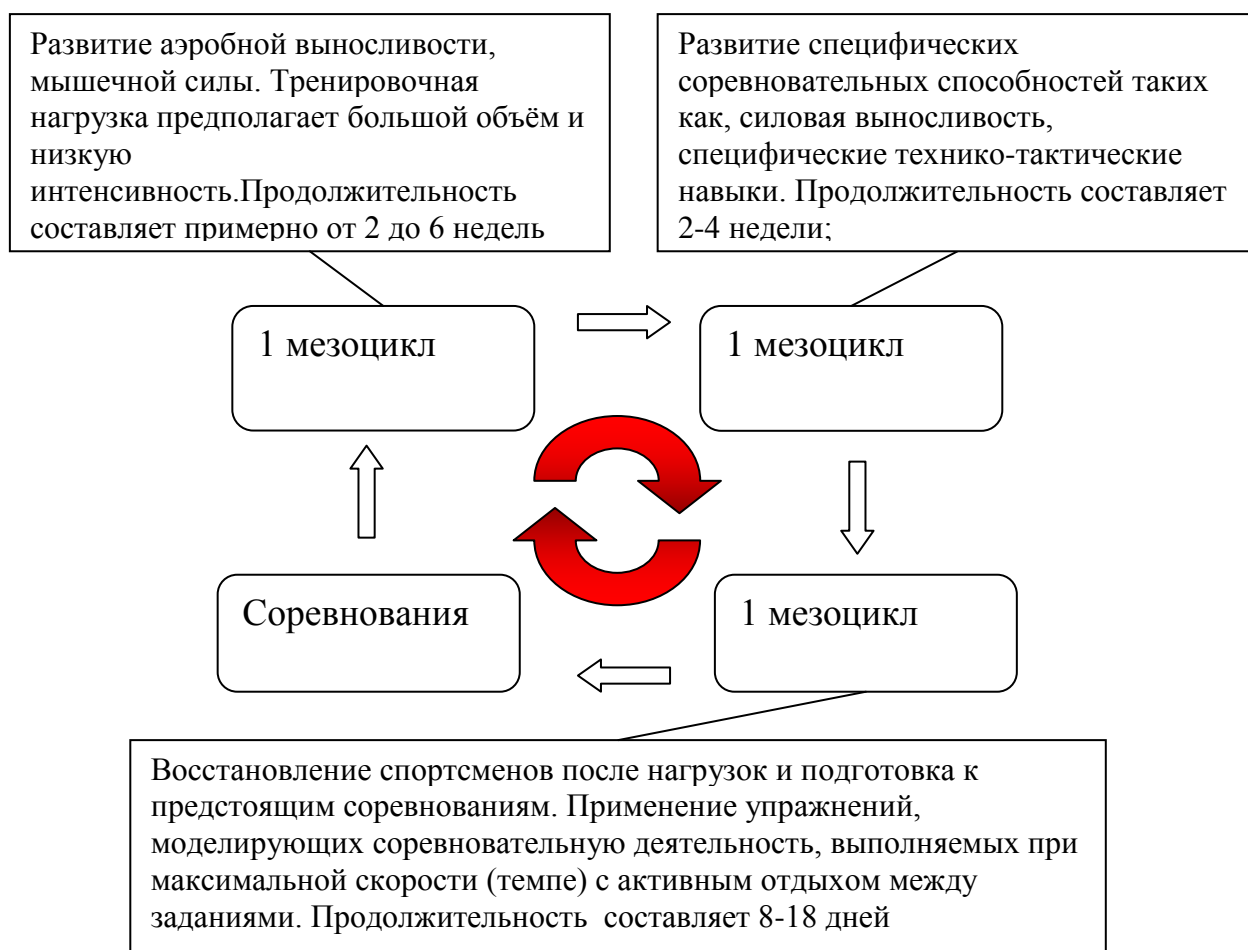 Развитие аэробной выносливости,
мышечной силы. Тренировочная
нагрузка предполагает большой объём и
низкую
интенсивность.Продолжительность
составляет примерно от 2 до 6 недель
Развитие специфических
соревновательных способностей таких
как, силовая выносливость,
специфические технико-тактические
навыки. Продолжительность составляет
2-4 недели;
1 мезоцикл
1 мезоцикл
Соревнования
1 мезоцикл
Восстановление спортсменов после нагрузок и подготовка к
предстоящим соревнованиям. Применение упражнений,
моделирующих соревновательную деятельность, выполняемых при
максимальной скорости (темпе) с активным отдыхом между
заданиями. Продолжительность составляет 8-18 дней